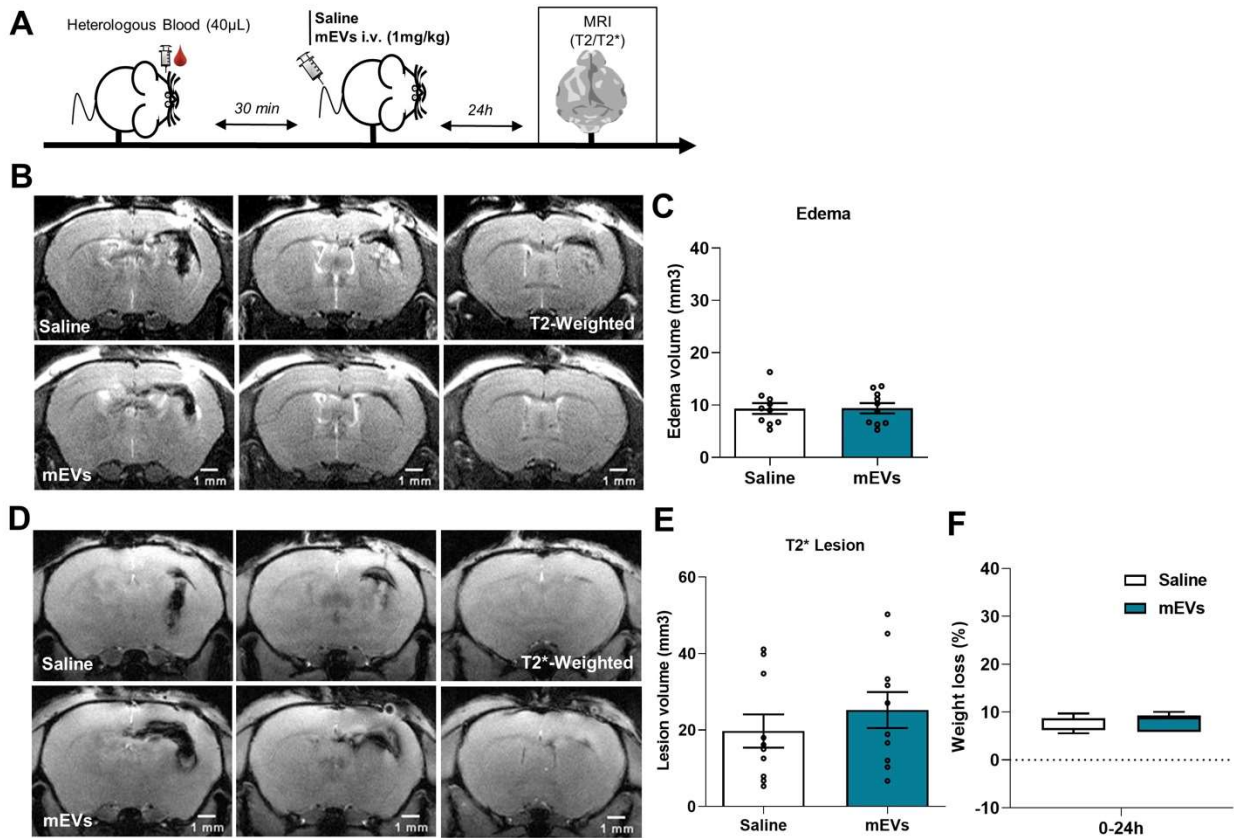 A
Heterologous Blood (40µL)
30 min
Saline
mEVs i.v. (1mg/kg)
24h
MRI
(T2/T2*)
B
Saline
T2-Weighted
mEVs
1 mm
1 mm
1 mm
C
Edema
Edema volume (mm3)
40
30
20
10
0
Saline
mEVs
D
Saline
T2*-Weighted
mEVs
1 mm
1 mm
1 mm
E
T2* Lesion
Lesion volume (mm3)
60
40
20
0
Saline
mEVs
F
Weight loss (%)
40
30
20
10
0
-10
Saline
mEVs
0-24h